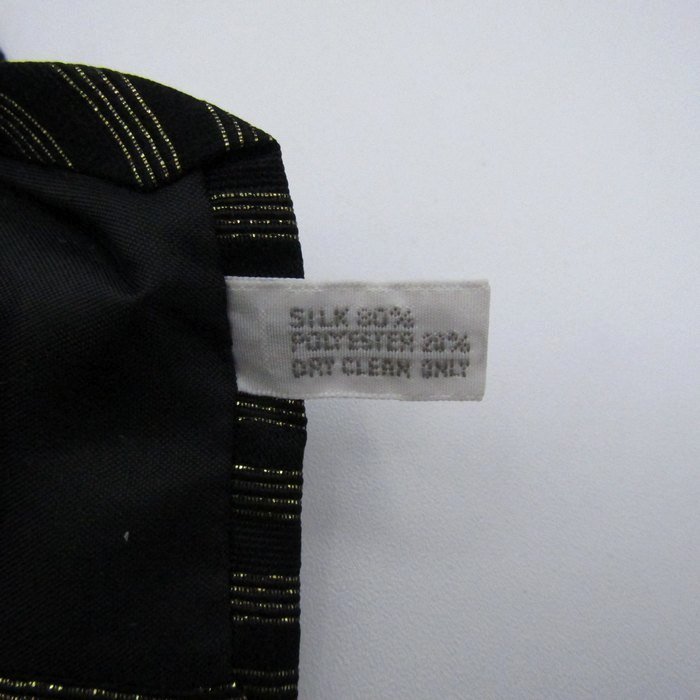 SILK 80%
POLYESTER 20%
DRY CLEAN ONLY